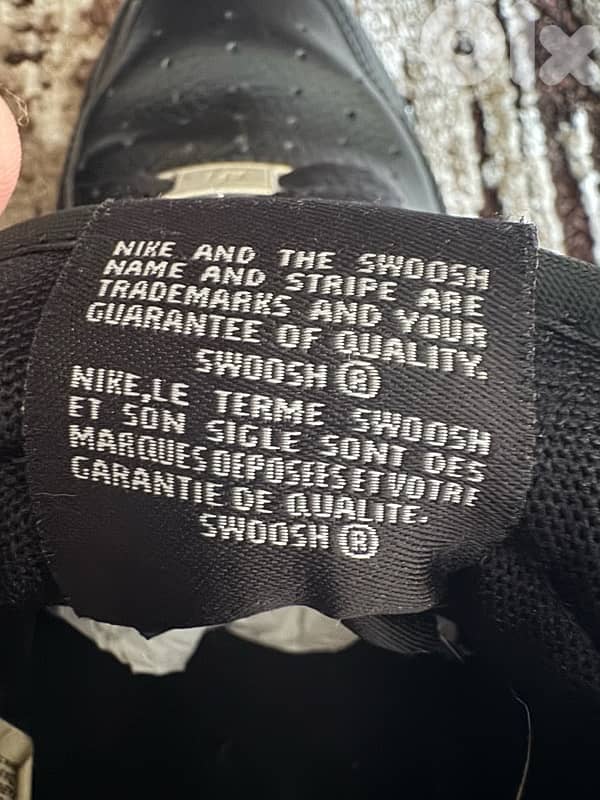 olx
NIKE AND THE SWOOSH
NAME AND STRIPE ARE
TRADEMARKS AND YOUR
GUARANTEE OF QUALITY.
SWOOSH ®
NIKE,LE TERME SWOOSH
ET SON SIGLE SONT DES
MARQUES DEPOSEES ET VOTRE
GARANTIE DE QUALITE.
SWOOSH ®